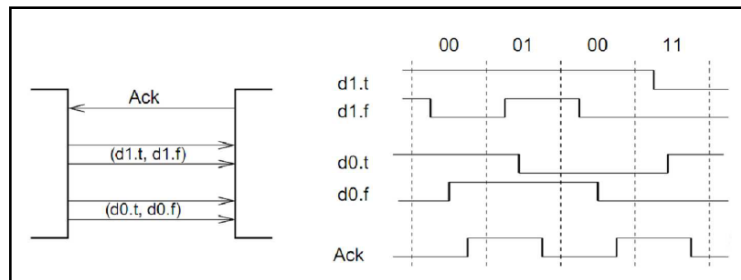 Ack
(d1.t, d1.f)
(d0.t, d0.f)
00 01 00 11
d1.t
d1.f
d0.t
d0.f
Ack